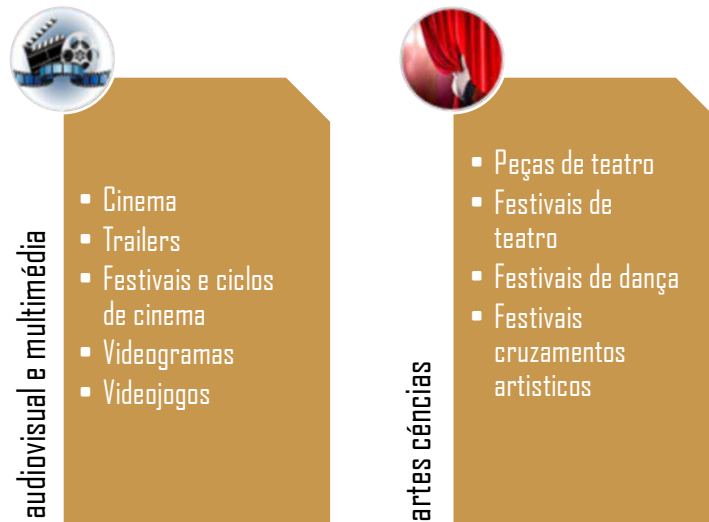 audiovisual e multimédia
Cinema
Trailers
Festivais e ciclos
de cinema
Videogramas
Videojogos
artes céncias
Peças de teatro
Festivais de
teatro
Festivais de dança
Festivais
cruzamentos
artisticos